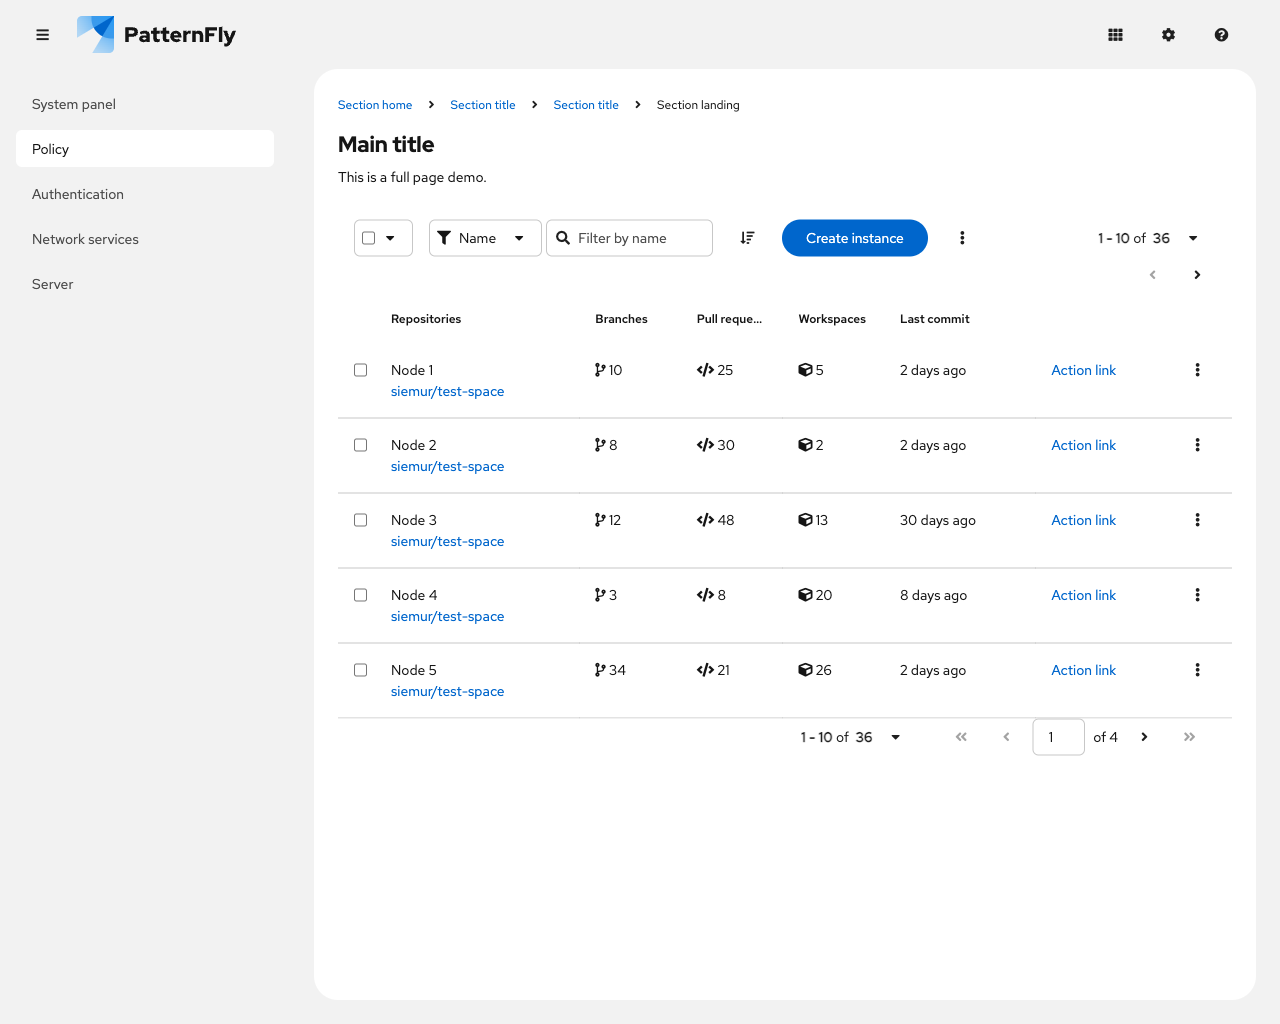 PatternFly
System panel
Policy
Authentication
Network services
Server
Section home Section title Section title Section landing
Main title
This is a full page demo.
Name Filter by name Create instance 1 - 10 of 36
Repositories Branches Pull reque... Workspaces Last commit
Node 1 10 25 5 2 days ago Action link
siemur/test-space
Node 2 8 30 2 2 days ago Action link
siemur/test-space
Node 3 12 48 13 30 days ago Action link
siemur/test-space
Node 4 3 8 20 8 days ago Action link
siemur/test-space
Node 5 34 21 26 2 days ago Action link
siemur/test-space
1 - 10 of 36 1 of 4